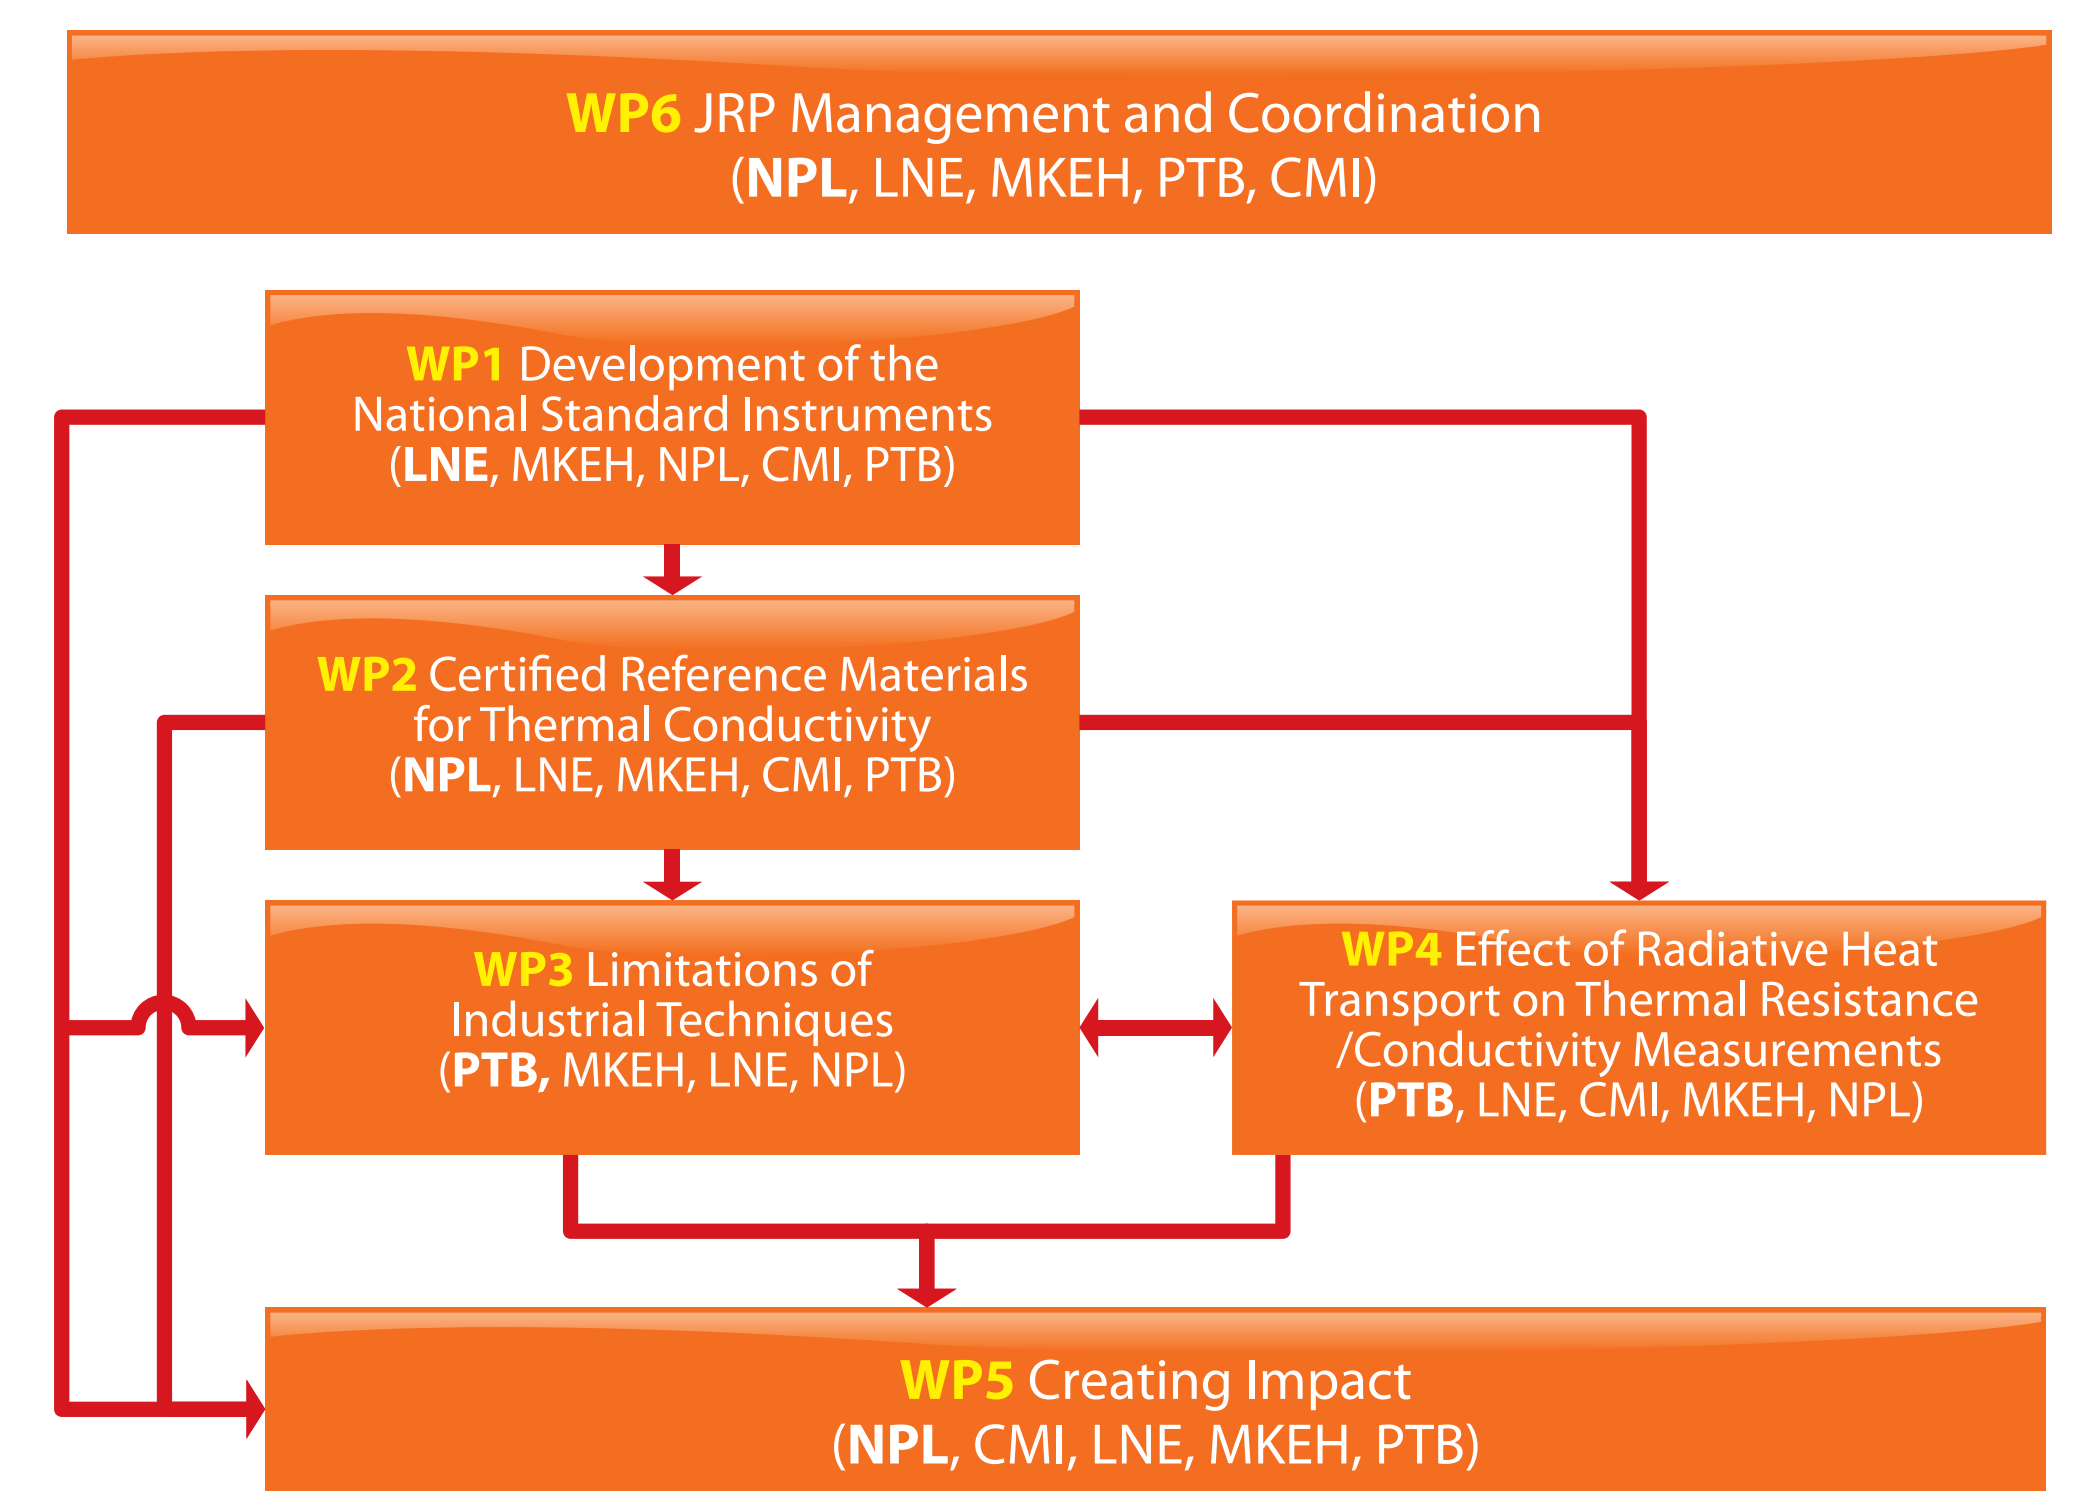 WP6 JRP Management and Coordination
(NPL, LNE, MKEH, PTB, CMI)
WP1 Development of the
National Standard Instruments
(LNE, MKEH, NPL, CMI, PTB)
WP2 Certified Reference Materials
for Thermal Conductivity
(NPL, LNE, MKEH, CMI, PTB)
WP3 Limitations of
Industrial Techniques
(PTB, MKEH, LNE, NPL)
WP4 Effect of Radiative Heat
Transport on Thermal Resistance
/Conductivity Measurements
(PTB, LNE, CMI, MKEH, NPL)
WP5 Creating Impact
(NPL, CMI, LNE, MKEH, PTB)